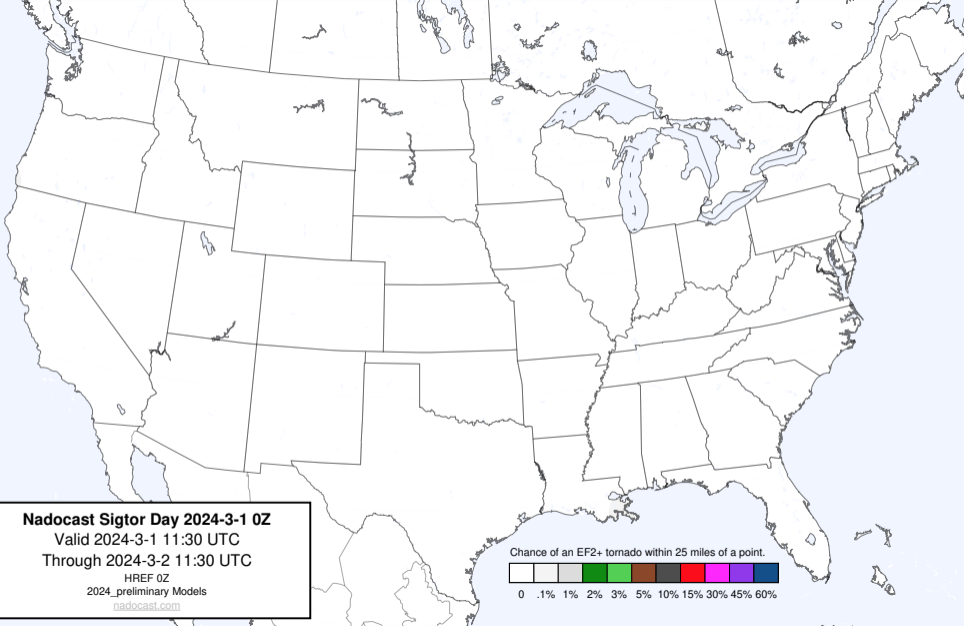 Nadocast Sigtor Day 2024-3-1 0Z
Valid 2024-3-1 11:30 UTC
Through 2024-3-2 11:30 UTC
HREF 0Z
2024_preliminary Models
nadocast.com
Chance of an EF2+ tornado within 25 miles of a point.
0 .1% 1% 2% 3% 5% 10% 15% 30% 45% 60%